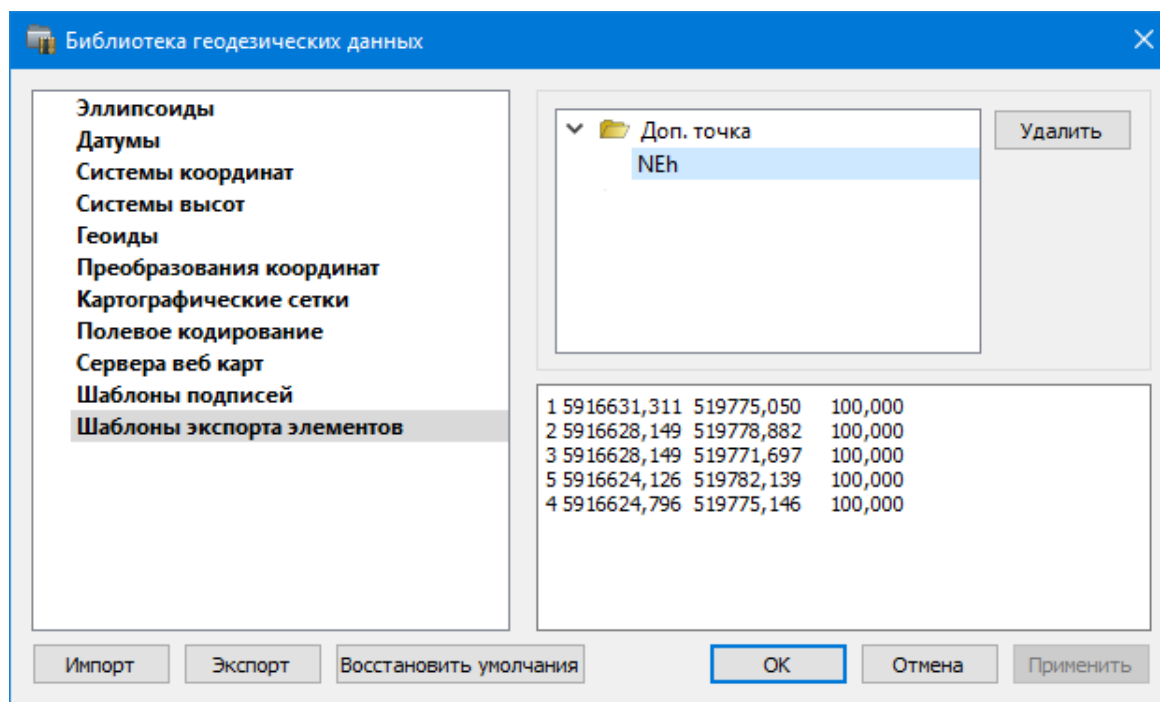 Библиотека геодезических данных
Эллипсоиды
Датумы
Системы координат
Системы высот
Геоиды
Преобразования координат
Картографические сетки
Полевое кодирование
Сервера веб карт
Шаблоны подписей
Шаблоны экспорта элементов
Доп. точка
NEh
Удалить
1 5916631,311 519775,050 100,000
2 5916628,149 519778,882 100,000
3 5916628,149 519771,697 100,000
5 5916624,126 519782,139 100,000
4 5916624,796 519775,146 100,000
Импорт Экспорт Восстановить умолчания ОК Отмена Применить